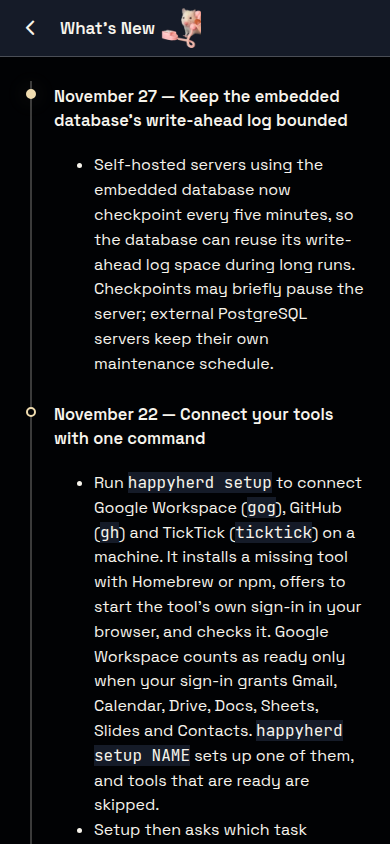 What's New
November 27 — Keep the embedded
database's write-ahead log bounded
• Self-hosted servers using the
embedded database now
checkpoint every five minutes, so
the database can reuse its write-
ahead log space during long runs.
Checkpoints may briefly pause the
server; external PostgreSQL
servers keep their own
maintenance schedule.
November 22 — Connect your tools
with one command
• Run happyherd setup to connect
Google Workspace (gog), GitHub
(gh) and TickTick (ticktick) on a
machine. It installs a missing tool
with Homebrew or npm, offers to
start the tool's own sign-in in your
browser, and checks it. Google
Workspace counts as ready only
when your sign-in grants Gmail,
Calendar, Drive, Docs, Sheets,
Slides and Contacts. happyherd
setup NAME sets up one of them,
and tools that are ready are
skipped.
• Setup then asks which task